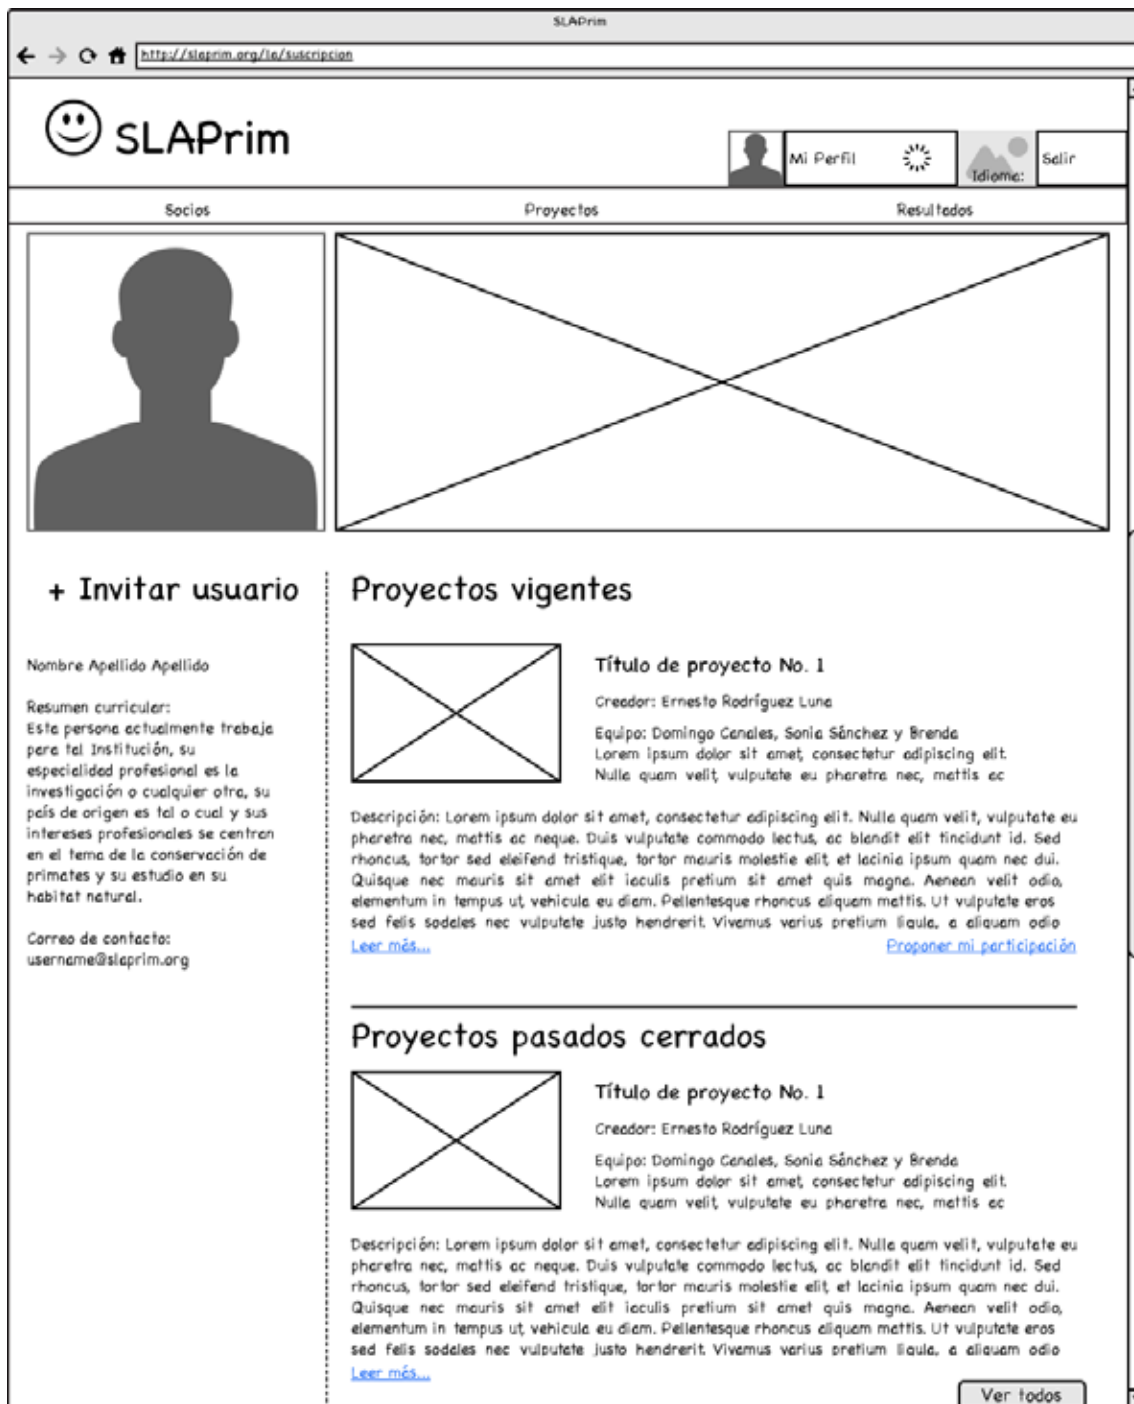 SLAPrim
http://slaprim.org/la/suscripcion
SLAPrim
Mi Perfil
Idioma:
Salir
Socios
Proyectos
Resultados
+ Invitar usuario
Nombre Apellido Apellido
Resumen curricular:
Esta persona actualmente trabaja
para tal Institución, su
especialidad profesional es la
investigación o cualquier otra, su
país de origen es tal o cual y sus
intereses profesionales se centran
en el tema de la conservación de
primates y su estudio en su
habitat natural.
Correo de contacto:
username@slaprim.org
Proyectos vigentes
Título de proyecto No. 1
Creador: Ernesto Rodríguez Luna
Equipo: Domingo Canales, Sonia Sánchez y Brenda
Lorem ipsum dolor sit amet, consectetur adipiscing elit.
Nulla quam velit, vulputate eu pharetra nec, mattis ac
Descripción: Lorem ipsum dolor sit amet, consectetur adipiscing elit. Nulla quam velit, vulputate eu
pharetra nec, mattis ac neque. Duis vulputate commodo lectus, ac blandit elit tincidunt id. Sed
rhoncus, tortor sed eleifend tristique, tortor mauris molestie elit, et lacinia ipsum quam nec dui.
Quisque nec mauris sit amet elit iaculis pretium sit amet quis magna. Aenean velit odio,
elementum in tempus ut, vehicula eu diam. Pellentesque rhoncus aliquam mattis. Ut vulputate eros
sed felis sodales nec vulputate justo hendrerit. Vivamus varius pretium ligula, a aliquam odio
Leer más...
Proponer mi participación
Proyectos pasados cerrados
Título de proyecto No. 1
Creador: Ernesto Rodríguez Luna
Equipo: Domingo Canales, Sonia Sánchez y Brenda
Lorem ipsum dolor sit amet, consectetur adipiscing elit.
Nulla quam velit, vulputate eu pharetra nec, mattis ac
Descripción: Lorem ipsum dolor sit amet, consectetur adipiscing elit. Nulla quam velit, vulputate eu
pharetra nec, mattis ac neque. Duis vulputate commodo lectus, ac blandit elit tincidunt id. Sed
rhoncus, tortor sed eleifend tristique, tortor mauris molestie elit, et lacinia ipsum quam nec dui.
Quisque nec mauris sit amet elit iaculis pretium sit amet quis magna. Aenean velit odio,
elementum in tempus ut, vehicula eu diam. Pellentesque rhoncus aliquam mattis. Ut vulputate eros
sed felis sodales nec vulputate justo hendrerit. Vivamus varius pretium ligula, a aliquam odio
Leer más...
Ver todos